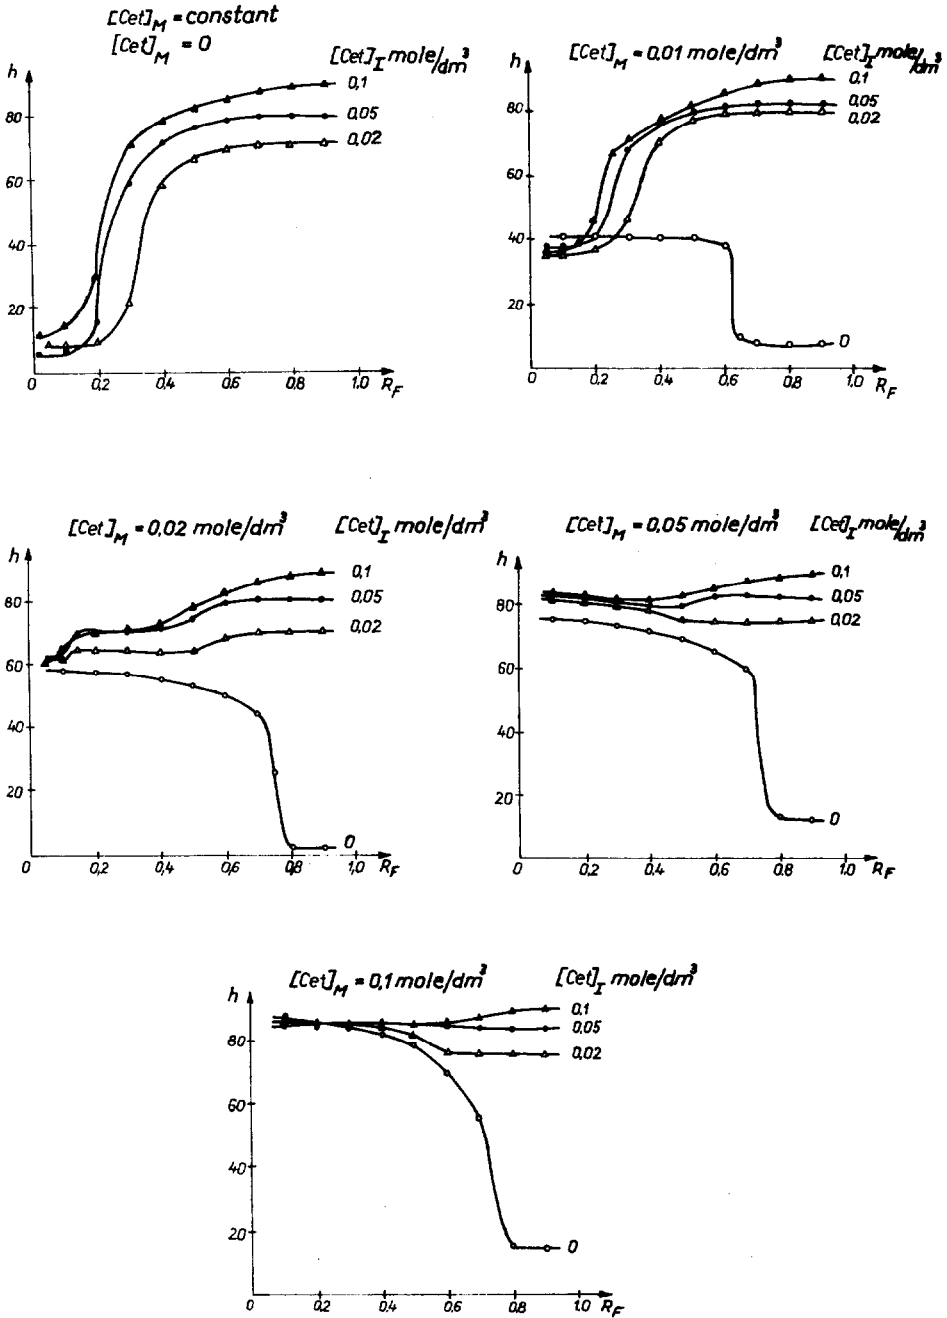 [Cet]M = constant
[Cet]M = 0
[Cet]I mole/dm³
h
0,1
80
0,05
0,02
60
40
20
0 0,2 0,4 0,6 0,8 1,0 RF
[Cet]M = 0,01 mole/dm³ [Cet]I mole/dm³
h
0,1
80
0,05
0,02
60
40
20
0
0 0,2 0,4 0,6 0,8 1,0 RF
[Cet]M = 0,02 mole/dm³ [Cet]I mole/dm³
h
0,1
80
0,05
0,02
60
40
20
0
0 0,2 0,4 0,6 0,8 1,0 RF
[Cet]M = 0,05 mole/dm³ [Cet]I mole/dm³
h
0,1
80
0,05
0,02
60
40
20
0
0 0,2 0,4 0,6 0.8 1.0 RF
[Cet]M = 0,1 mole/dm³ [Cet]I mole/dm³
h
0,1
0,05
80
0,02
60
40
20
0
0 0,2 0,4 0,6 0,8 1.0 RF